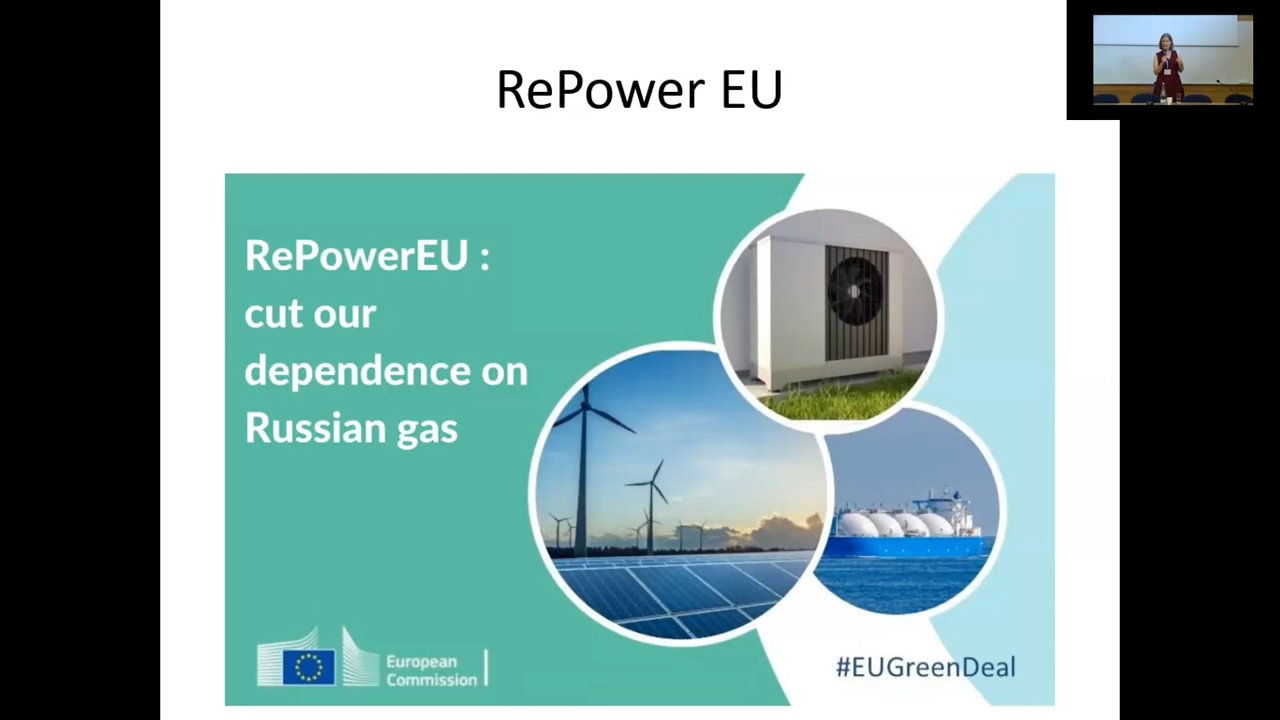 RePower EU
RePowerEU :
cut our
dependence on
Russian gas
European
Commission
#EUGreenDeal